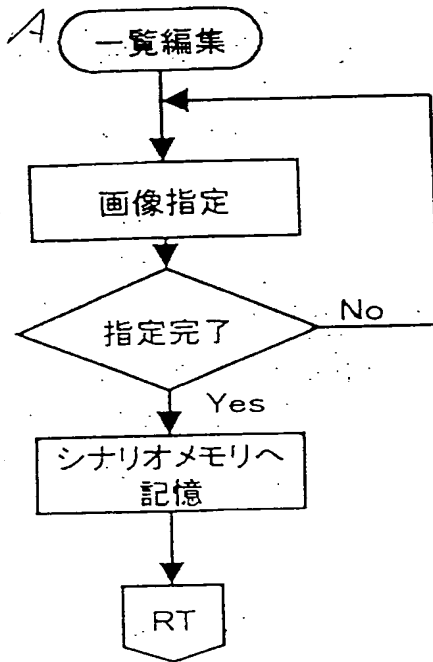 A
一覧編集
画像指定
指定完了
No
Yes
シナリオメモリへ
記憶
RT